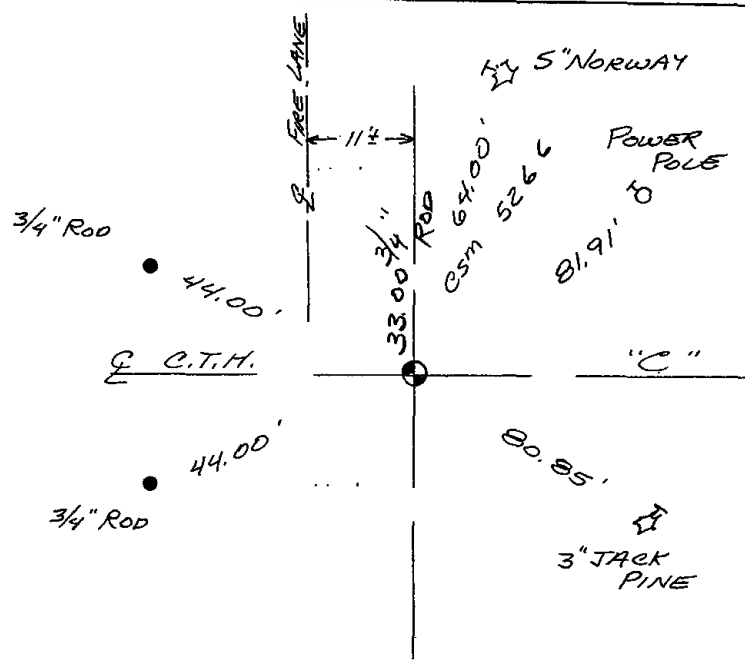 5" NORWAY
FIRE LANE
℄
11±
POWER
POLE
64.00'
CSM 5266
33.00 3/4" ROD
81.91'
3/4" ROD
44.00'
℄ C.T.H. "C"
44.00'
80.85'
3/4" ROD
3" JACK
PINE